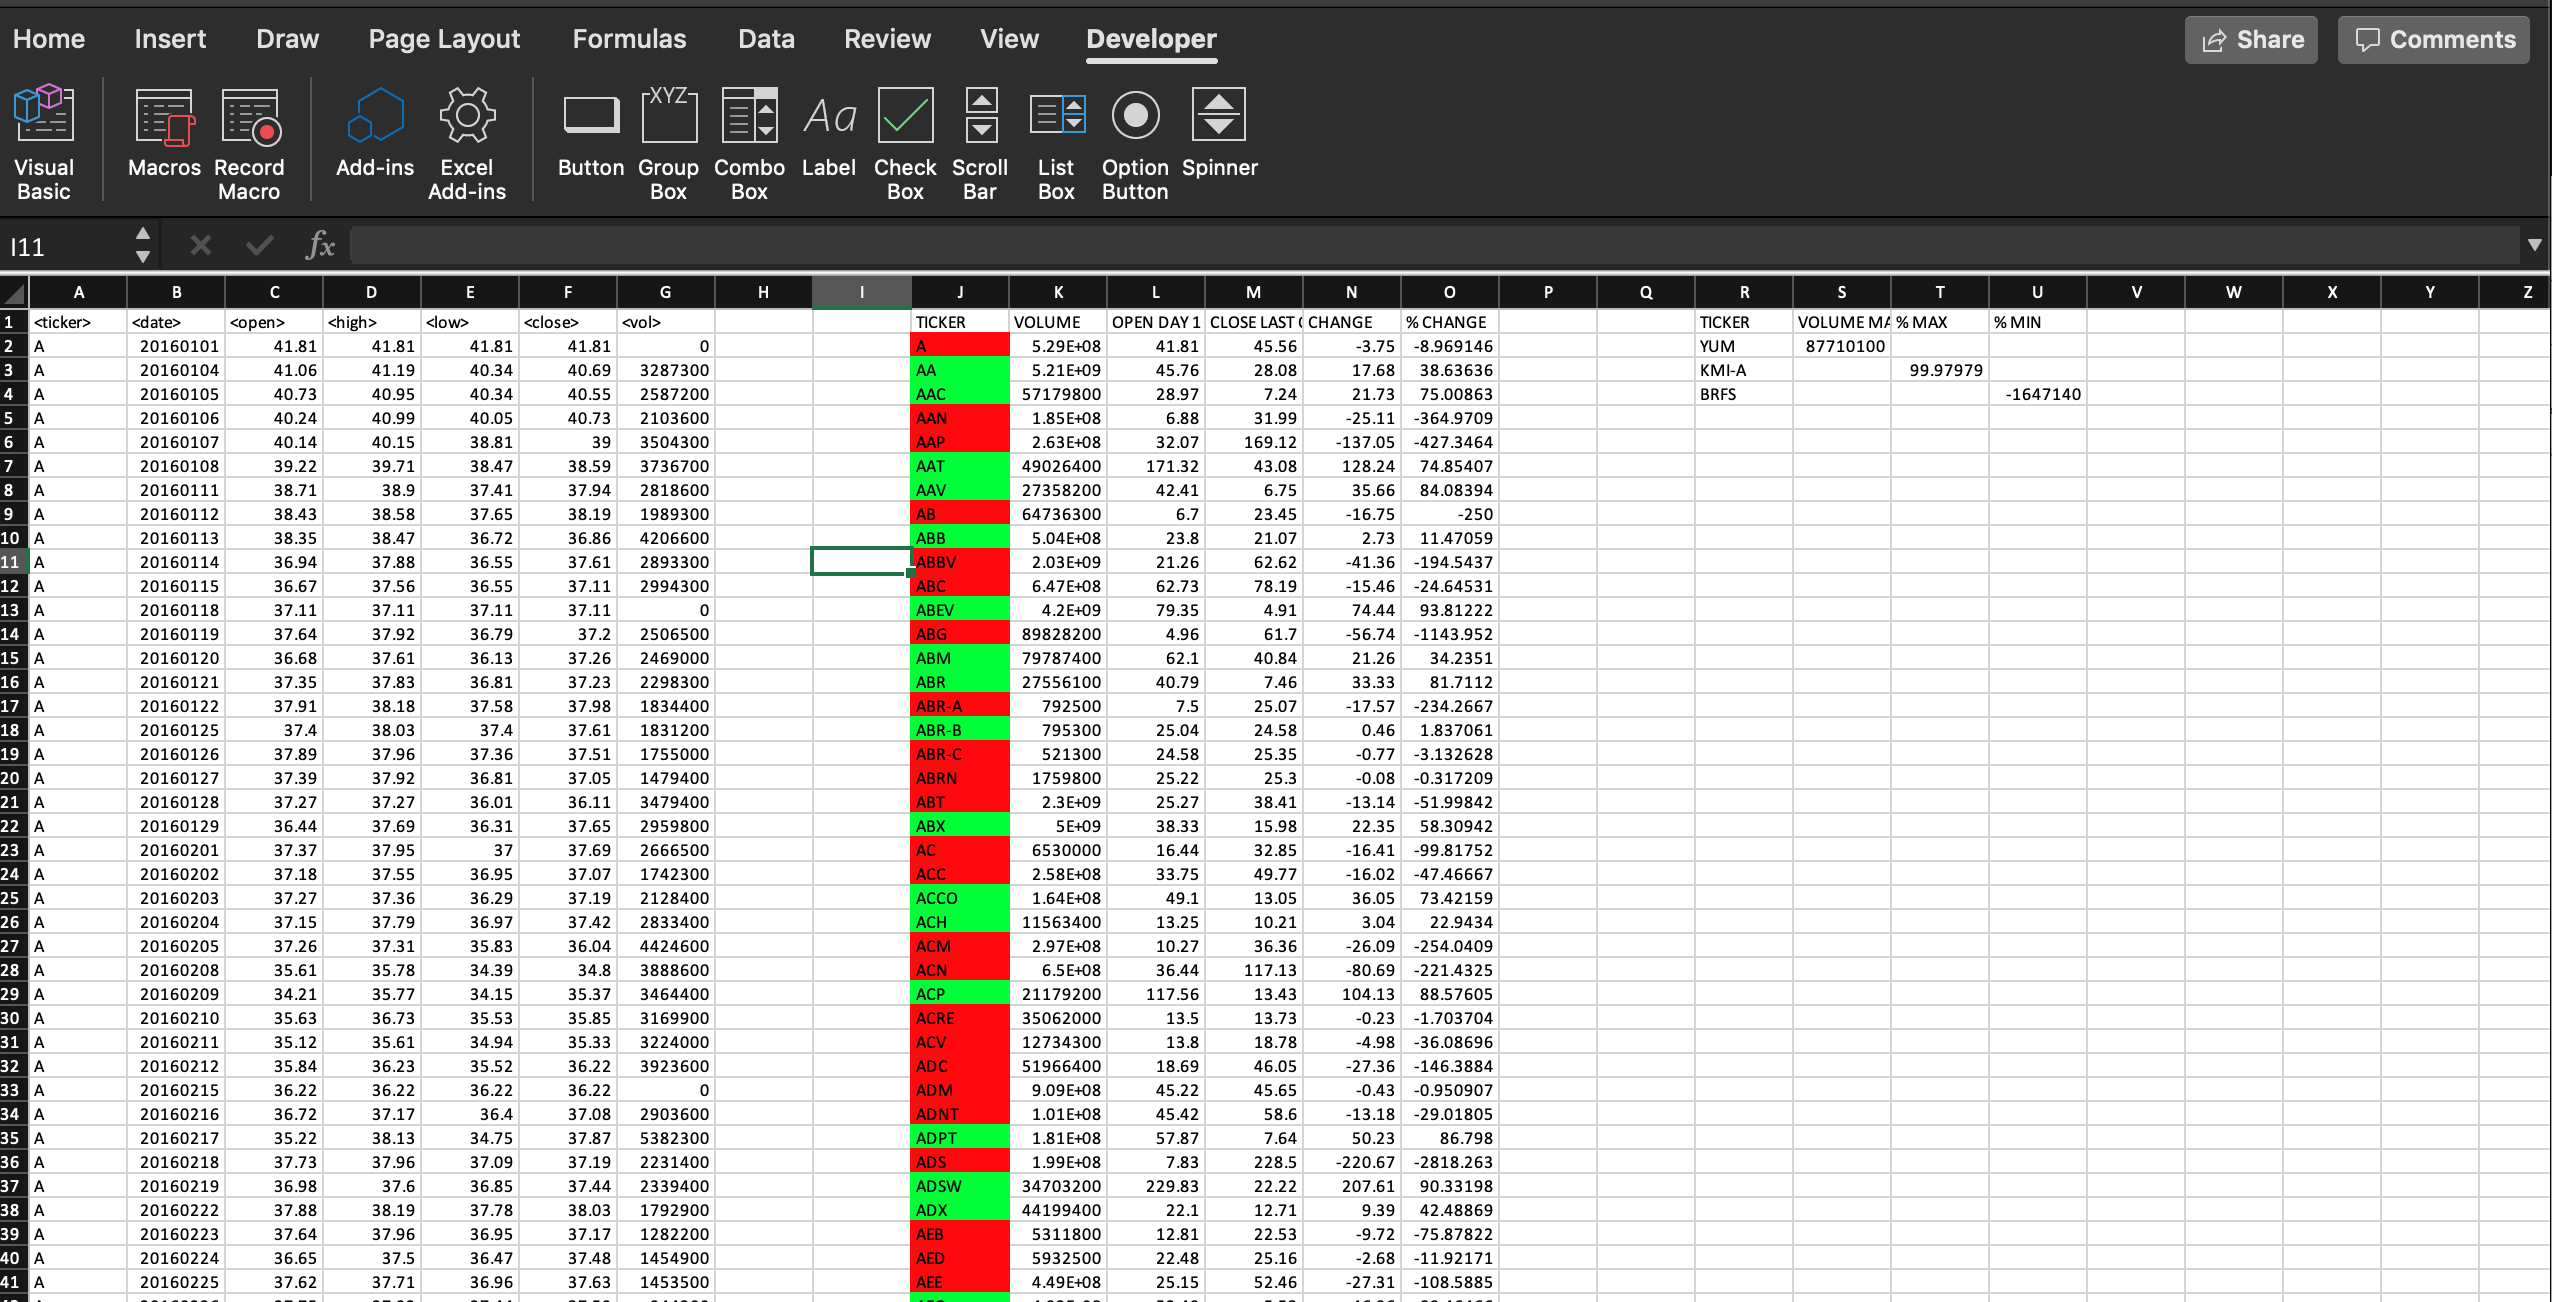 Home Insert Draw Page Layout Formulas Data Review View Developer Share Comments
Visual Basic Macros Record Macro Add-ins Excel Add-ins Button Group Box Combo Box Label Check Box Scroll Bar List Box Option Button Spinner
XYZ Aa
I11 fx
A B C D E F G H I J K L M N O P Q R S T U V W X Y Z
1 <ticker> <date> <open> <high> <low> <close> <vol> TICKER VOLUME OPEN DAY 1 CLOSE LAST CHANGE % CHANGE TICKER VOLUME MA % MAX % MIN
2 A 20160101 41.81 41.81 41.81 41.81 0 A 5.29E+08 41.81 45.56 -3.75 -8.969146 YUM 87710100
3 A 20160104 41.06 41.19 40.34 40.69 3287300 AA 5.21E+09 45.76 28.08 17.68 38.63636 KMI-A 99.97979
4 A 20160105 40.73 40.95 40.34 40.55 2587200 AAC 57179800 28.97 7.24 21.73 75.00863 BRFS -1647140
5 A 20160106 40.24 40.99 40.05 40.73 2103600 AAN 1.85E+08 6.88 31.99 -25.11 -364.9709
6 A 20160107 40.14 40.15 38.81 39 3504300 AAP 2.63E+08 32.07 169.12 -137.05 -427.3464
7 A 20160108 39.22 39.71 38.47 38.59 3736700 AAT 49026400 171.32 43.08 128.24 74.85407
8 A 20160111 38.71 38.9 37.41 37.94 2818600 AAV 27358200 42.41 6.75 35.66 84.08394
9 A 20160112 38.43 38.58 37.65 38.19 1989300 AB 64736300 6.7 23.45 -16.75 -250
10 A 20160113 38.35 38.47 36.72 36.86 4206600 ABB 5.04E+08 23.8 21.07 2.73 11.47059
11 A 20160114 36.94 37.88 36.55 37.61 2893300 ABBV 2.03E+09 21.26 62.62 -41.36 -194.5437
12 A 20160115 36.67 37.56 36.55 37.11 2994300 ABC 6.47E+08 62.73 78.19 -15.46 -24.64531
13 A 20160118 37.11 37.11 37.11 37.11 0 ABEV 4.2E+09 79.35 4.91 74.44 93.81222
14 A 20160119 37.64 37.92 36.79 37.2 2506500 ABG 89828200 4.96 61.7 -56.74 -1143.952
15 A 20160120 36.68 37.61 36.13 37.26 2469000 ABM 79787400 62.1 40.84 21.26 34.2351
16 A 20160121 37.35 37.83 36.81 37.23 2298300 ABR 27556100 40.79 7.46 33.33 81.7112
17 A 20160122 37.91 38.18 37.58 37.98 1834400 ABR-A 792500 7.5 25.07 -17.57 -234.2667
18 A 20160125 37.4 38.03 37.4 37.61 1831200 ABR-B 795300 25.04 24.58 0.46 1.837061
19 A 20160126 37.89 37.96 37.36 37.51 1755000 ABR-C 521300 24.58 25.35 -0.77 -3.132628
20 A 20160127 37.39 37.92 36.81 37.05 1479400 ABRN 1759800 25.22 25.3 -0.08 -0.317209
21 A 20160128 37.27 37.27 36.01 36.11 3479400 ABT 2.3E+09 25.27 38.41 -13.14 -51.99842
22 A 20160129 36.44 37.69 36.31 37.65 2959800 ABX 5E+09 38.33 15.98 22.35 58.30942
23 A 20160201 37.37 37.95 37 37.69 2666500 AC 6530000 16.44 32.85 -16.41 -99.81752
24 A 20160202 37.18 37.55 36.95 37.07 1742300 ACC 2.58E+08 33.75 49.77 -16.02 -47.46667
25 A 20160203 37.27 37.36 36.29 37.19 2128400 ACCO 1.64E+08 49.1 13.05 36.05 73.42159
26 A 20160204 37.15 37.79 36.97 37.42 2833400 ACH 11563400 13.25 10.21 3.04 22.9434
27 A 20160205 37.26 37.31 35.83 36.04 4424600 ACM 2.97E+08 10.27 36.36 -26.09 -254.0409
28 A 20160208 35.61 35.78 34.39 34.8 3888600 ACN 6.5E+08 36.44 117.13 -80.69 -221.4325
29 A 20160209 34.21 35.77 34.15 35.37 3464400 ACP 21179200 117.56 13.43 104.13 88.57605
30 A 20160210 35.63 36.73 35.53 35.85 3169900 ACRE 35062000 13.5 13.73 -0.23 -1.703704
31 A 20160211 35.12 35.61 34.94 35.33 3224000 ACV 12734300 13.8 18.78 -4.98 -36.08696
32 A 20160212 35.84 36.23 35.52 36.22 3923600 ADC 51966400 18.69 46.05 -27.36 -146.3884
33 A 20160215 36.22 36.22 36.22 36.22 0 ADM 9.09E+08 45.22 45.65 -0.43 -0.950907
34 A 20160216 36.72 37.17 36.4 37.08 2903600 ADNT 1.01E+08 45.42 58.6 -13.18 -29.01805
35 A 20160217 35.22 38.13 34.75 37.87 5382300 ADPT 1.81E+08 57.87 7.64 50.23 86.798
36 A 20160218 37.73 37.96 37.09 37.19 2231400 ADS 1.99E+08 7.83 228.5 -220.67 -2818.263
37 A 20160219 36.98 37.6 36.85 37.44 2339400 ADSW 34703200 229.83 22.22 207.61 90.33198
38 A 20160222 37.88 38.19 37.78 38.03 1792900 ADX 44199400 22.1 12.71 9.39 42.48869
39 A 20160223 37.64 37.96 36.95 37.17 1282200 AEB 5311800 12.81 22.53 -9.72 -75.87822
40 A 20160224 36.65 37.5 36.47 37.48 1454900 AED 5932500 22.48 25.16 -2.68 -11.92171
41 A 20160225 37.62 37.71 36.96 37.63 1453500 AEE 4.49E+08 25.15 52.46 -27.31 -108.5885